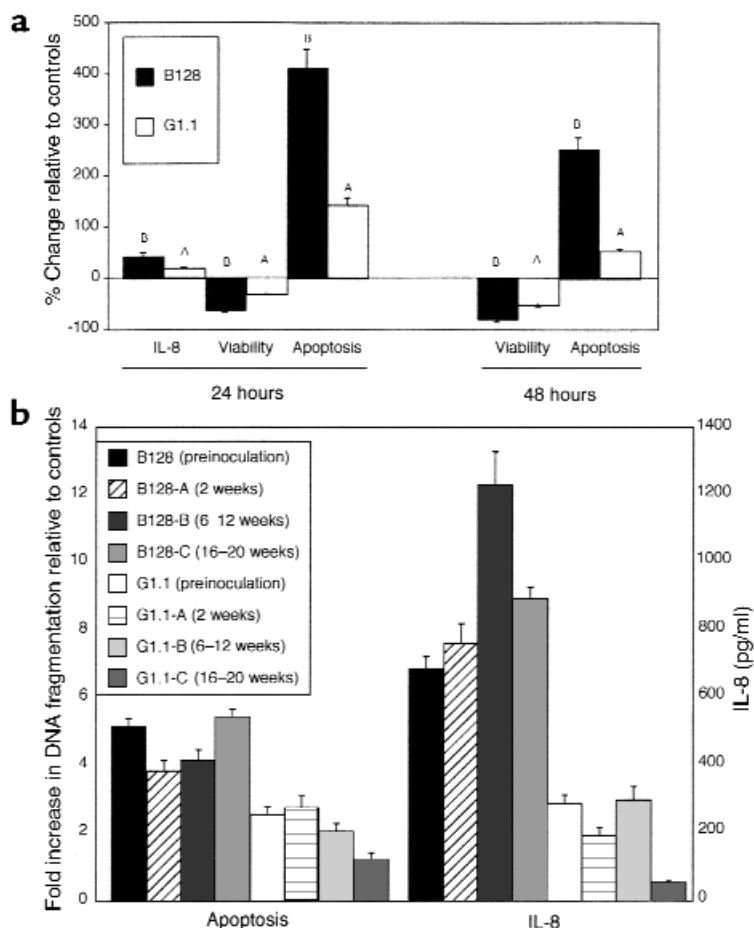 a
500
400
300
200
100
0
-100
% Change relative to controls
B128
G1.1
B
A
B
A
B
A
B
A
B
A
IL-8 Viability Apoptosis
Viability Apoptosis
24 hours
48 hours
b
14
12
10
8
6
4
2
0
Fold increase in DNA fragmentation relative to controls
B128 (preinoculation)
B128-A (2 weeks)
B128-B (6 12 weeks)
B128-C (16–20 weeks)
G1.1 (preinoculation)
G1.1-A (2 weeks)
G1.1-B (6–12 weeks)
G1.1-C (16–20 weeks)
1400
1200
1000
800
600
400
200
0
IL-8 (pg/ml)
Apoptosis
IL-8